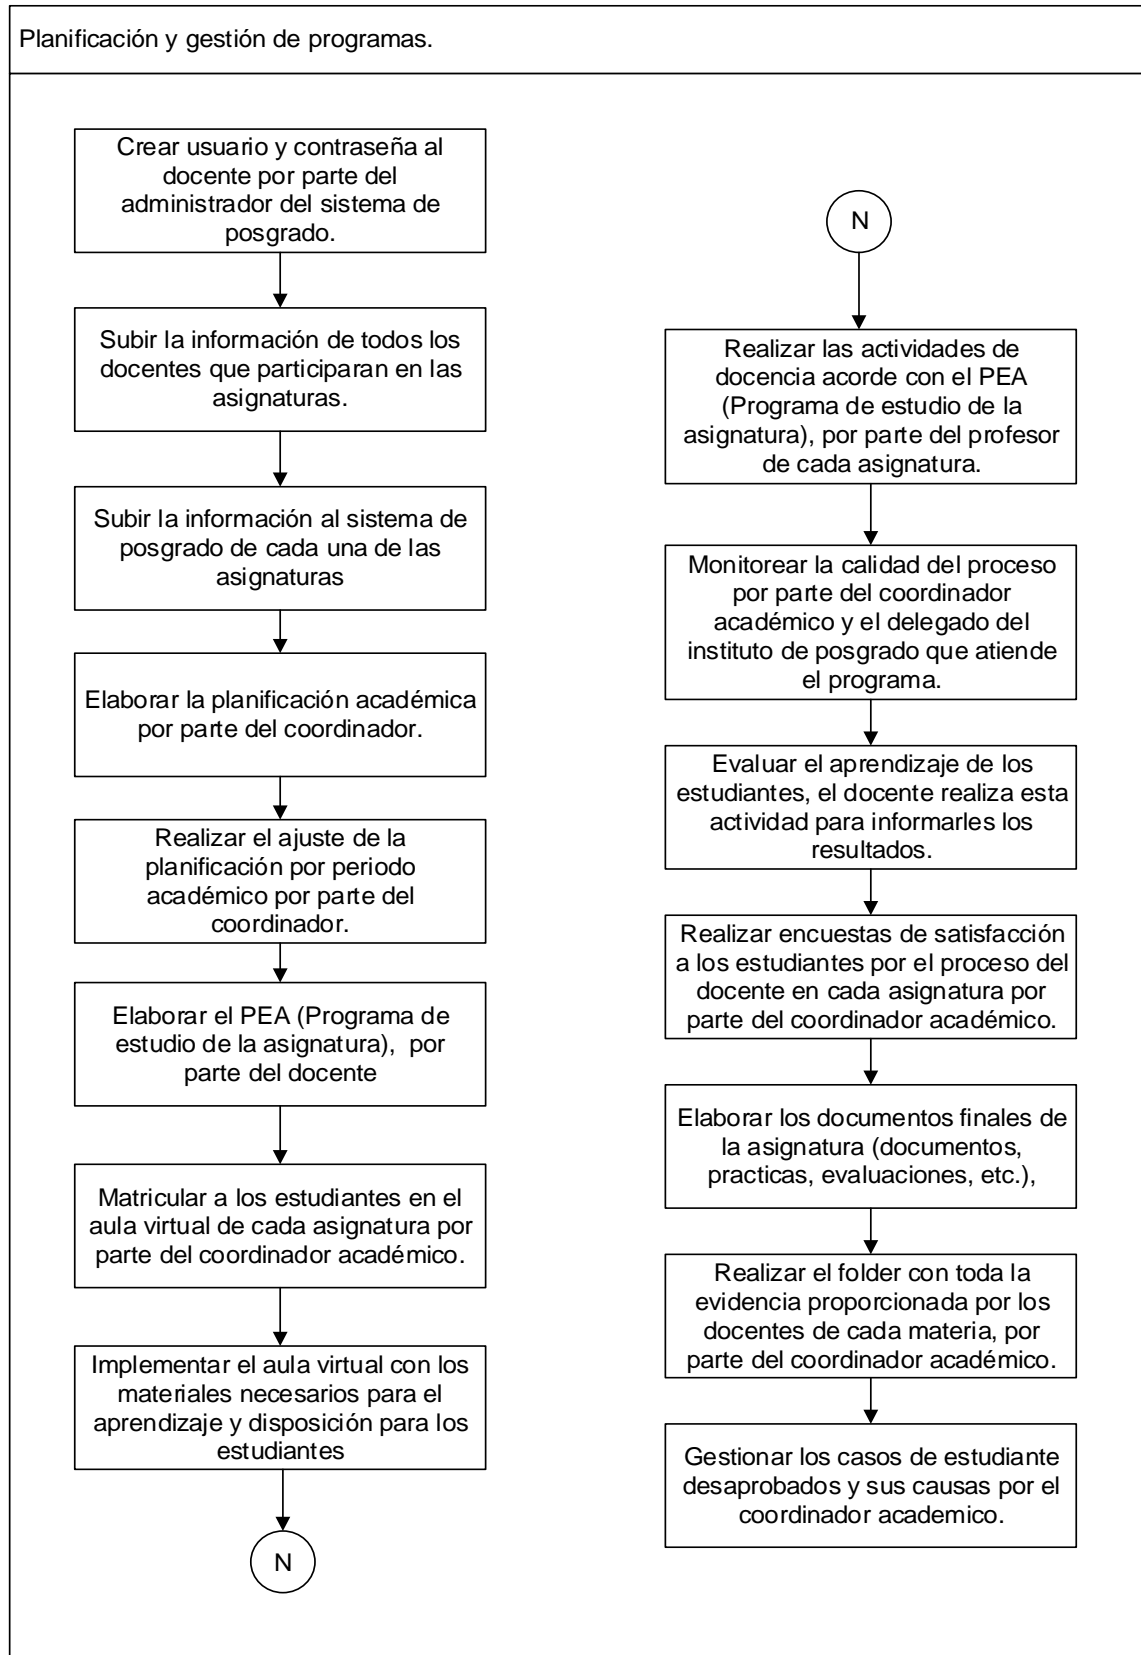 Planificación y gestión de programas.
Crear usuario y contraseña al
docente por parte del
administrador del sistema de
posgrado.
Subir la información de todos los
docentes que participaran en las
asignaturas.
Subir la información al sistema de
posgrado de cada una de las
asignaturas
Elaborar la planificación académica
por parte del coordinador.
Realizar el ajuste de la
planificación por periodo
académico por parte del
coordinador.
Elaborar el PEA (Programa de
estudio de la asignatura),  por
parte del docente
Matricular a los estudiantes en el
aula virtual de cada asignatura por
parte del coordinador académico.
Implementar el aula virtual con los
materiales necesarios para el
aprendizaje y disposición para los
estudiantes
N
N
Realizar las actividades de
docencia acorde con el PEA
(Programa de estudio de la
asignatura), por parte del profesor
de cada asignatura.
Monitorear la calidad del proceso
por parte del coordinador
académico y el delegado del
instituto de posgrado que atiende
el programa.
Evaluar el aprendizaje de los
estudiantes, el docente realiza esta
actividad para informarles los
resultados.
Realizar encuestas de satisfacción
a los estudiantes por el proceso del
docente en cada asignatura por
parte del coordinador académico.
Elaborar los documentos finales de
la asignatura (documentos,
practicas, evaluaciones, etc.),
Realizar el folder con toda la
evidencia proporcionada por los
docentes de cada materia, por
parte del coordinador académico.
Gestionar los casos de estudiante
desaprobados y sus causas por el
coordinador academico.